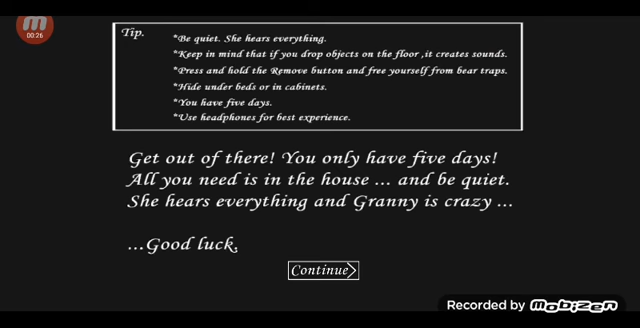 00:26
Tip.
*Be quiet. She hears everything.
*Keep in mind that if you drop objects on the floor ,it creates sounds.
*Press and hold the Remove button and free yourself from bear traps.
*Hide under beds or in cabinets.
*You have five days.
*Use headphones for best experience.
Get out of there! You only have five days!
All you need is in the house ... and be quiet.
She hears everything and Granny is crazy ...
...Good luck.
Continue
Recorded by Mobizen